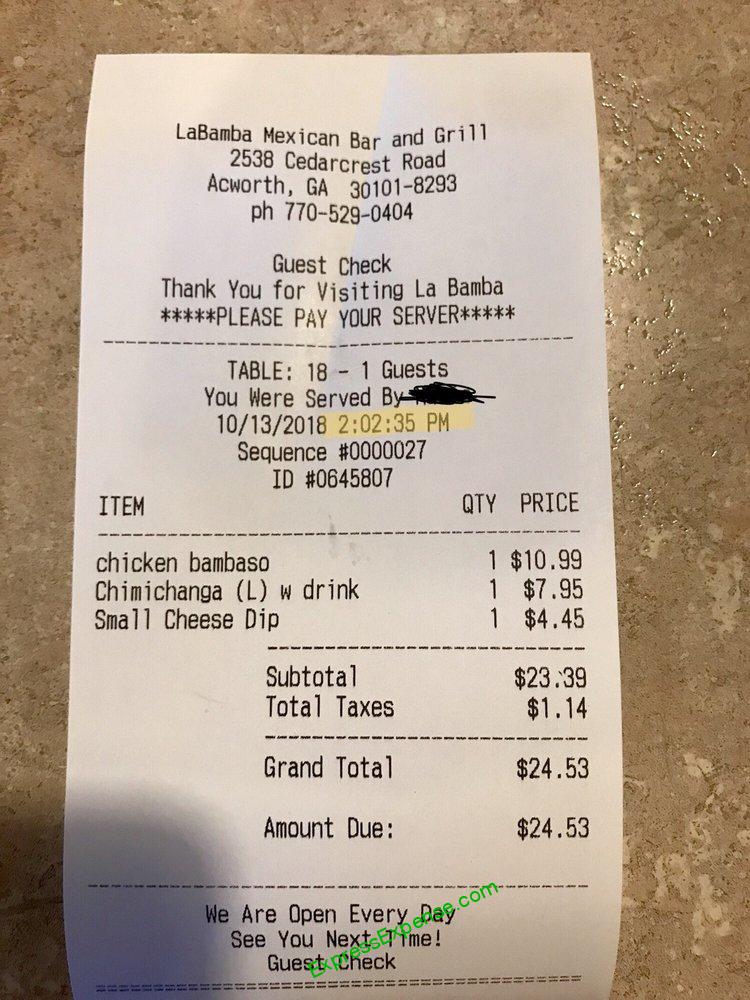 LaBamba Mexican Bar and Grill
2538 Cedarcrest Road
Acworth, GA 30101-8293
ph 770-529-0404
Guest Check
Thank You for Visiting La Bamba
*****PLEASE PAY YOUR SERVER*****
TABLE: 18 - 1 Guests
You Were Served By
10/13/2018 2:02:35 PM
Sequence #0000027
ID #0645807
ITEM QTY PRICE
chicken bambaso 1 $10.99
Chimichanga (L) w drink 1 $7.95
Small Cheese Dip 1 $4.45
Subtotal $23.39
Total Taxes $1.14
Grand Total $24.53
Amount Due: $24.53
We Are Open Every Day
See You Next Time!
Guest Check
ExpressExpense.com